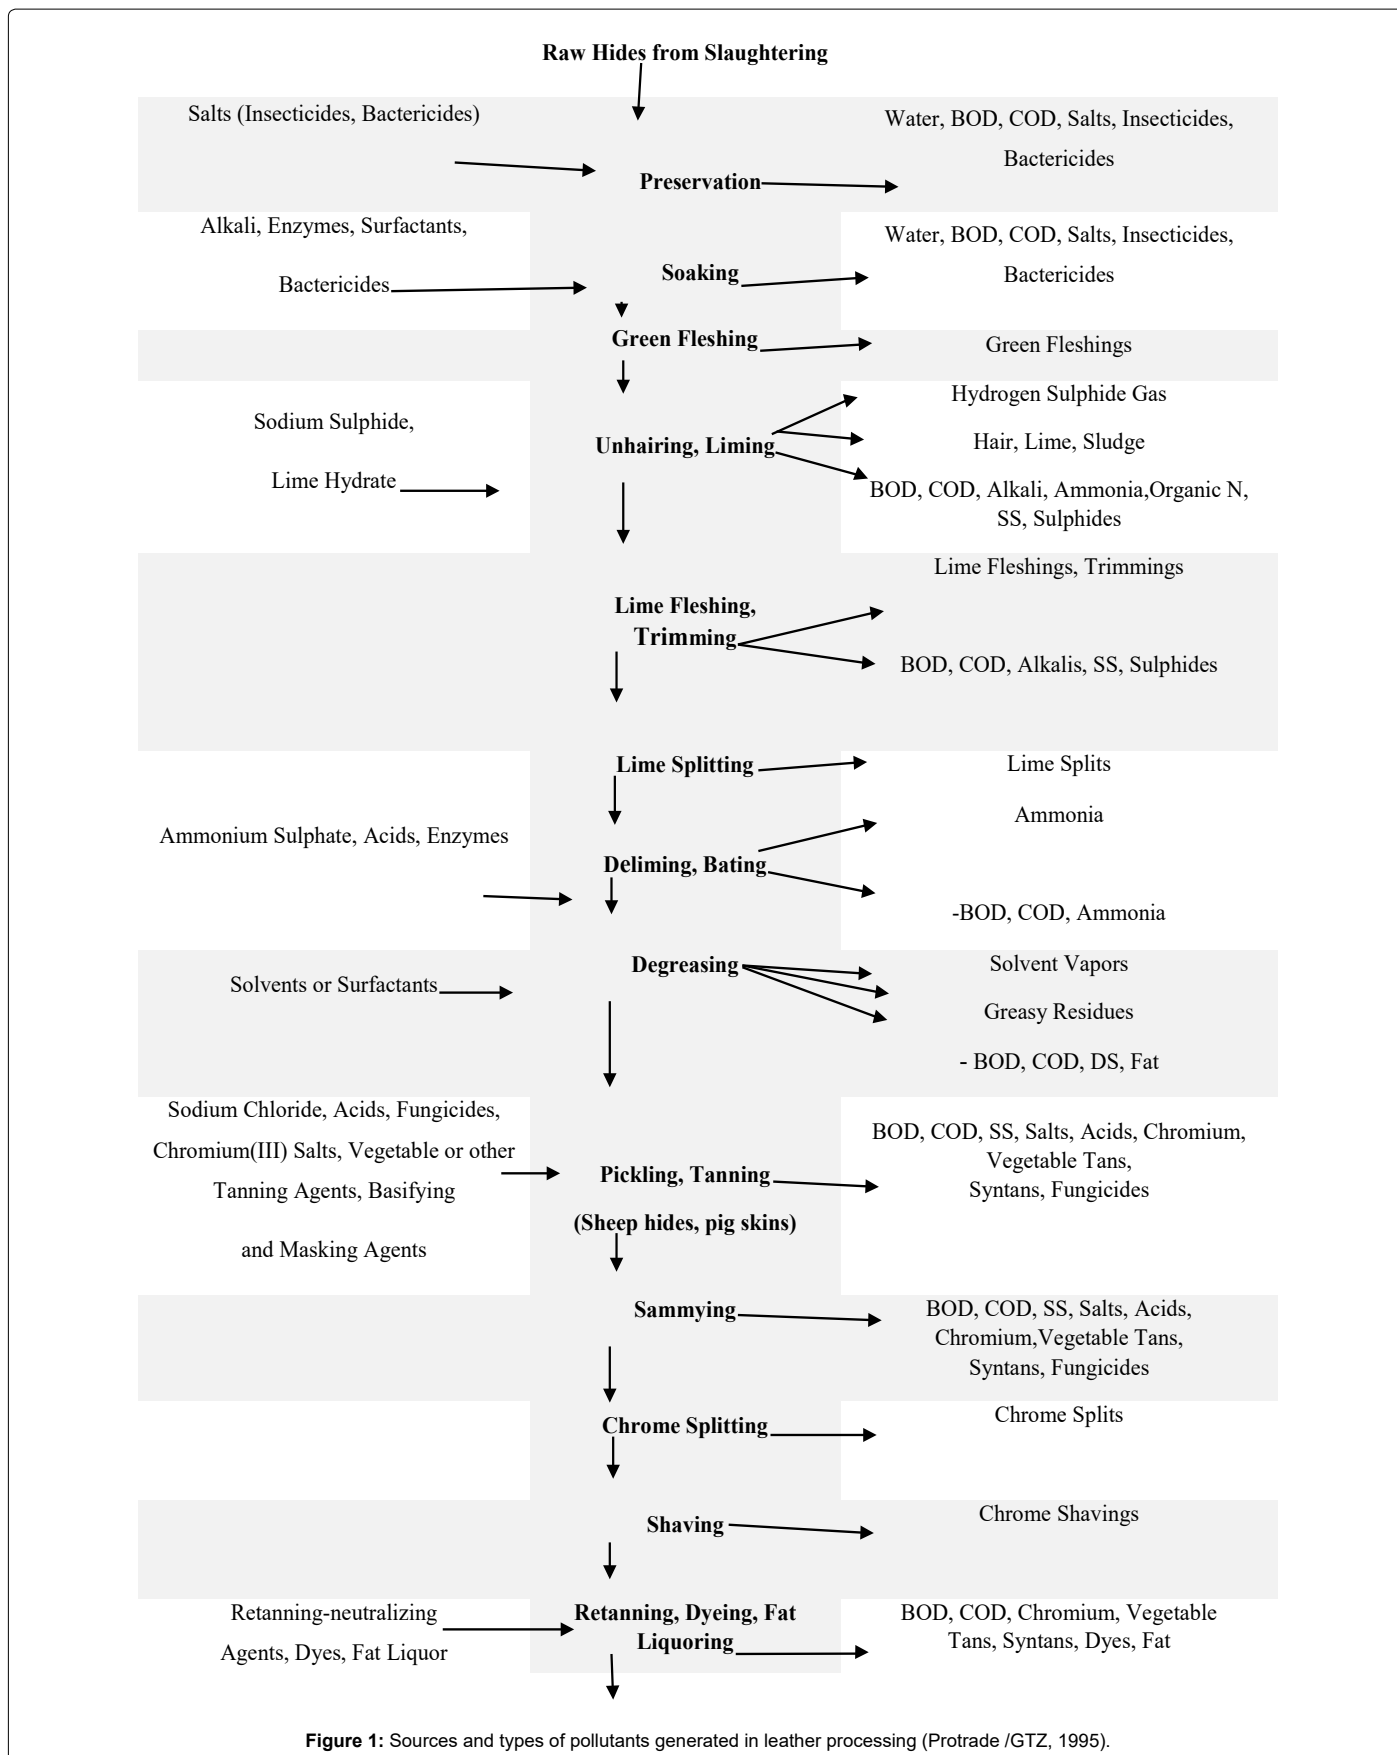 Raw Hides from Slaughtering
Salts (Insecticides, Bactericides)
Water, BOD, COD, Salts, Insecticides,
Bactericides
Preservation
Alkali, Enzymes, Surfactants,
Bactericides
Soaking
Water, BOD, COD, Salts, Insecticides,
Bactericides
Green Fleshing
Green Fleshings
Sodium Sulphide,
Lime Hydrate
Unhairing, Liming
Hydrogen Sulphide Gas
Hair, Lime, Sludge
BOD, COD, Alkali, Ammonia,Organic N,
SS, Sulphides
Lime Fleshing,
Trimming
Lime Fleshings, Trimmings
BOD, COD, Alkalis, SS, Sulphides
Lime Splitting
Lime Splits
Ammonium Sulphate, Acids, Enzymes
Deliming, Bating
Ammonia
-BOD, COD, Ammonia
Solvents or Surfactants
Degreasing
Solvent Vapors
Greasy Residues
- BOD, COD, DS, Fat
Sodium Chloride, Acids, Fungicides,
Chromium(III) Salts, Vegetable or other
Tanning Agents, Basifying
and Masking Agents
Pickling, Tanning
(Sheep hides, pig skins)
BOD, COD, SS, Salts, Acids, Chromium,
Vegetable Tans,
Syntans, Fungicides
Sammying
BOD, COD, SS, Salts, Acids,
Chromium,Vegetable Tans,
Syntans, Fungicides
Chrome Splitting
Chrome Splits
Shaving
Chrome Shavings
Retanning-neutralizing
Agents, Dyes, Fat Liquor
Retanning, Dyeing, Fat
Liquoring
BOD, COD, Chromium, Vegetable
Tans, Syntans, Dyes, Fat
Figure 1: Sources and types of pollutants generated in leather processing (Protrade /GTZ, 1995).